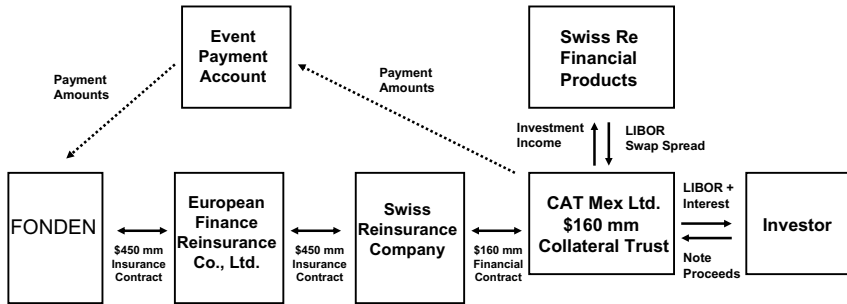 Event
Payment
Account
Swiss Re
Financial
Products
Payment
Amounts
Payment
Amounts
Investment
Income
LIBOR
Swap Spread
FONDEN
$450 mm
Insurance
Contract
European
Finance
Reinsurance
Co., Ltd.
$450 mm
Insurance
Contract
Swiss
Reinsurance
Company
$160 mm
Financial
Contract
CAT Mex Ltd.
$160 mm
Collateral Trust
LIBOR +
Interest
Note
Proceeds
Investor